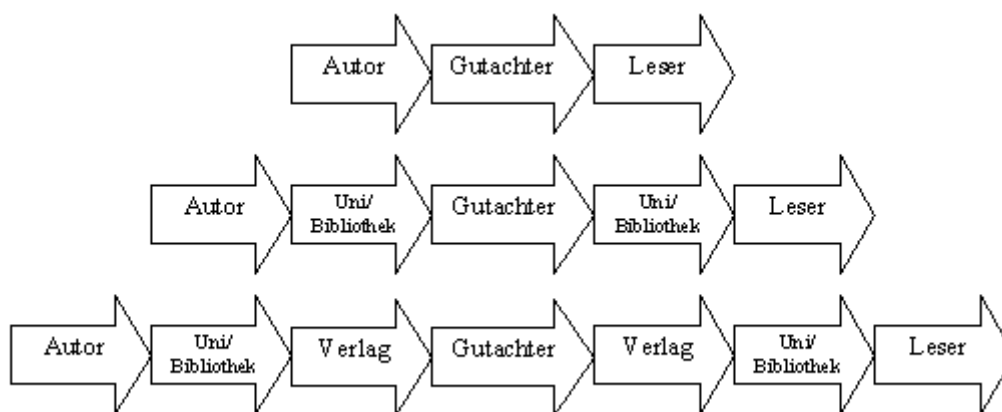 Autor Gutachter Leser
Autor Uni/ Gutachter Uni/ Leser
Bibliothek Bibliothek
Autor Uni/ Verlag Gutachter Verlag Uni/ Leser
Bibliothek Bibliothek